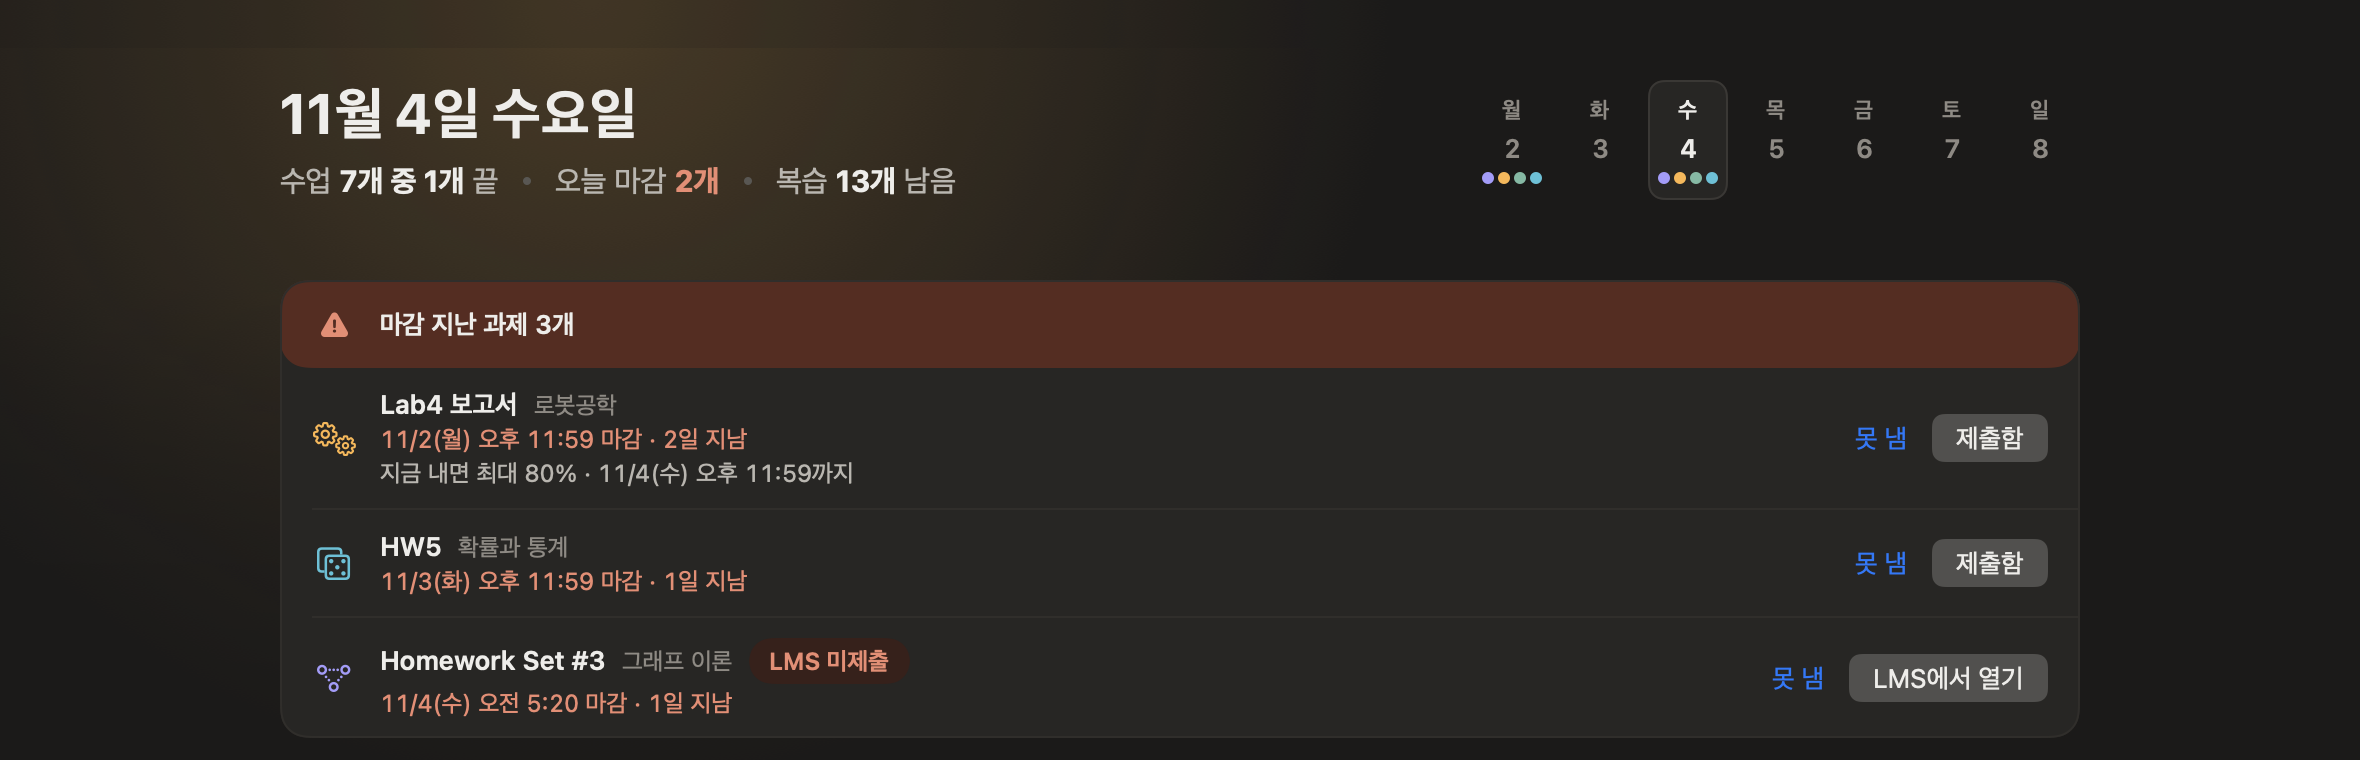 11월 4일 수요일
수업 7개 중 1개 끝 • 오늘 마감 2개 • 복습 13개 남음
월 화 수 목 금 토 일
2 3 4 5 6 7 8
마감 지난 과제 3개
Lab4 보고서 로봇공학
11/2(월) 오후 11:59 마감 · 2일 지남
지금 내면 최대 80% · 11/4(수) 오후 11:59까지
못 냄 제출함
HW5 확률과 통계
11/3(화) 오후 11:59 마감 · 1일 지남
못 냄 제출함
Homework Set #3 그래프 이론 LMS 미제출
11/4(수) 오전 5:20 마감 · 1일 지남
못 냄 LMS에서 열기